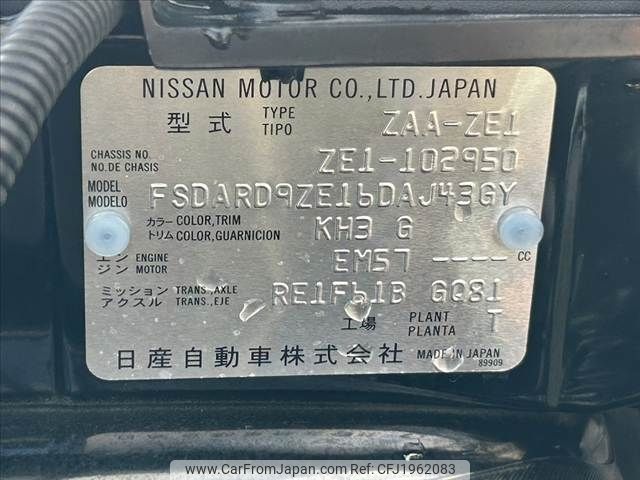 NISSAN MOTOR CO.,LTD.JAPAN
型式 TYPE TIPO ZAA-ZE1
CHASSIS NO. NO.DE CHASIS ZE1-102950
MODEL MODELO FSDARD9ZE16DAJ43GY
カラー COLOR,TRIM トリム COLOR,GUARNICION KH3 G
エンジン ENGINE MOTOR EM57 ---- CC
ミッション TRANS.,AXLE アクスル TRANS.,EJE RE1F61B GQ81
工場 PLANT PLANTA T
日産自動車株式会社 MADE IN JAPAN
89909
www.CarFromJapan.com | Car ref. No: CFJ1962083